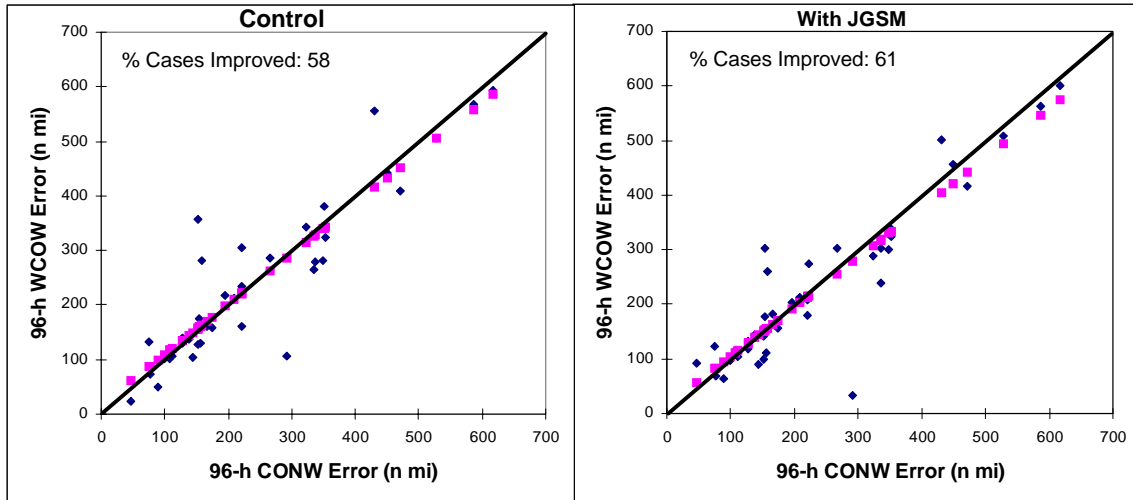 Control
% Cases Improved: 58
96-h WCOW Error (n mi)
700
600
500
400
300
200
100
0
0 100 200 300 400 500 600 700
96-h CONW Error (n mi)
With JGSM
% Cases Improved: 61
96-h WCOW Error (n mi)
700
600
500
400
300
200
100
0
0 100 200 300 400 500 600 700
96-h CONW Error (n mi)